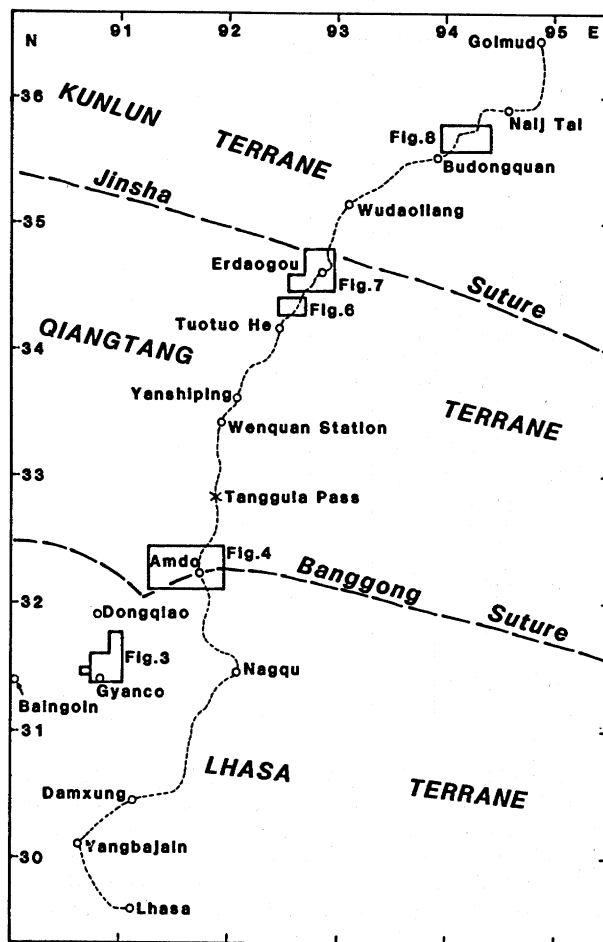 91 92 93 94 95
N E
Golmud
36
KUNLUN
TERRANE
Naij Tal
Fig.8
Budongquan
Jinsha
Suture
35
Wudaoliang
Erdaogou
Fig.7
Fig.6
Tuotuo He
34
QIANGTANG
TERRANE
Yanshiping
Wenquan Station
33
Tanggula Pass
Amdo
Fig.4
Banggong
Suture
32
Dongqiao
Fig.3
Gyanco
Baingoin
Nagqu
31
LHASA
TERRANE
Damxung
30
Yangbajain
Lhasa